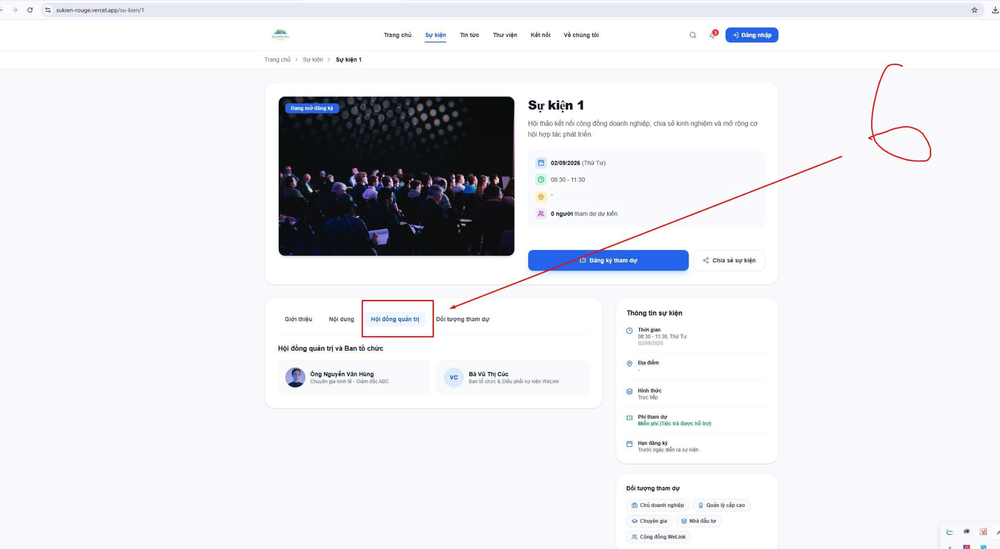 sukien-rouge.vercel.app/su-kien/1
NGHIENG
Trang chủ Sự kiện Tin tức Thư viện Kết nối Về chúng tôi
3
Đăng nhập
Trang chủ > Sự kiện > Sự kiện 1
Đang mở đăng ký
Sự kiện 1
Hội thảo kết nối cộng đồng doanh nghiệp, chia sẻ kinh nghiệm và mở rộng cơ
hội hợp tác phát triển.
02/09/2026 (Thứ Tư)
08:30 - 11:30
-
0 người tham dự dự kiến
Đăng ký tham dự
Chia sẻ sự kiện
6
Giới thiệu Nội dung Hội đồng quản trị Đối tượng tham dự
Hội đồng quản trị và Ban tổ chức
Ông Nguyễn Văn Hùng
Chuyên gia kinh tế - Giám đốc ABC
VC
Bà Vũ Thị Cúc
Ban tổ chức & Điều phối sự kiện WeLink
Thông tin sự kiện
Thời gian
08:30 - 11:30, Thứ Tư
02/09/2026
Địa điểm
-
Hình thức
Trực tiếp
Phí tham dự
Miễn phí (Tiệc trà được hỗ trợ)
Hạn đăng ký
Trước ngày diễn ra sự kiện
Đối tượng tham dự
Chủ doanh nghiệp
Quản lý cấp cao
Chuyên gia
Nhà đầu tư
Cộng đồng WeLink